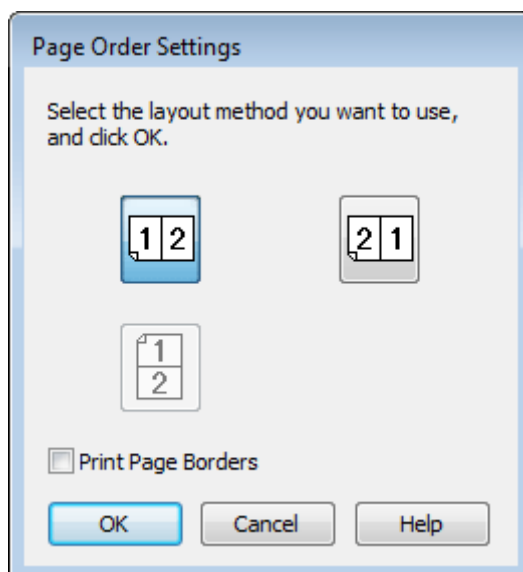 Page Order Settings
Select the layout method you want to use,
and click OK.
1 2
2 1
1
2
Print Page Borders
OK
Cancel
Help